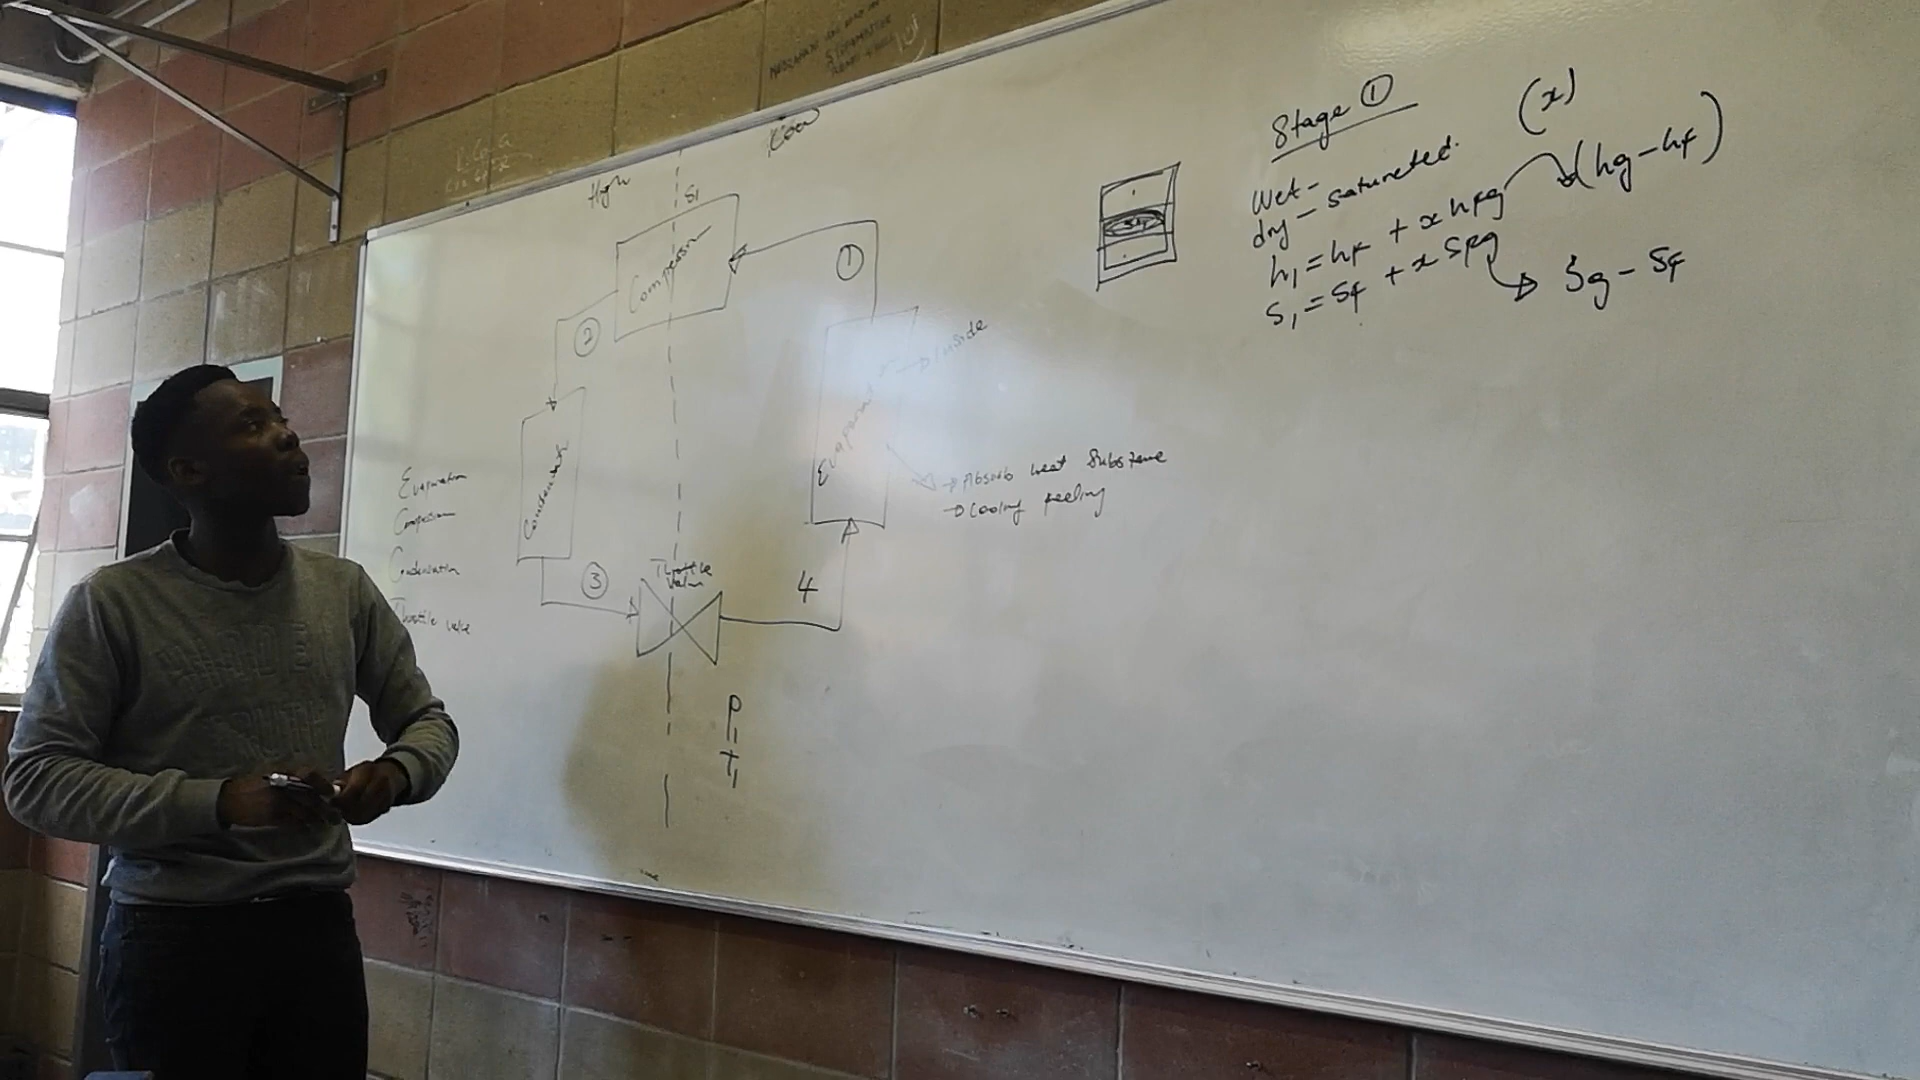 High
Low
S1
Compressor
1
2
Evaporator → Inside
Condenser
→ Absorb heat substance
→ Cooling feeling
Evaporation
Compression
Condensation
Throttle valve
3
Throttle
Valve
4
P1
T1
Stage 1
(x)
Wet -
dry - saturated.
h1 = hf + x hfg → (hg - hf)
s1 = sf + x sfg → sg - sf